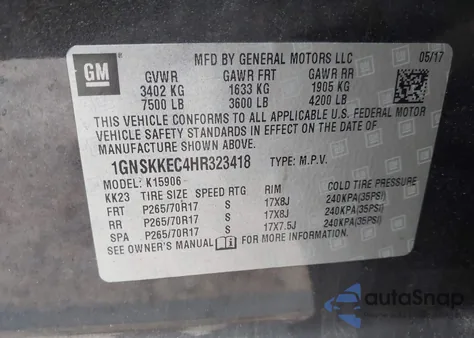 GM
MFD BY GENERAL MOTORS LLC 05/17
GVWR GAWR FRT GAWR RR
3402 KG 1633 KG 1905 KG
7500 LB 3600 LB 4200 LB
THIS VEHICLE CONFORMS TO ALL APPLICABLE U.S. FEDERAL MOTOR
VEHICLE SAFETY STANDARDS IN EFFECT ON THE DATE OF
MANUFACTURE SHOWN ABOVE.
1GNSKKEC4HR323418 TYPE: M.P.V.
MODEL: K15906
KK23 TIRE SIZE SPEED RTG RIM COLD TIRE PRESSURE
FRT P265/70R17 S 17X8J 240KPA(35PSI)
RR P265/70R17 S 17X8J 240KPA(35PSI)
SPA P265/70R17 S 17X7.5J 240KPA(35PSI)
SEE OWNER'S MANUAL FOR MORE INFORMATION.
autoSnap